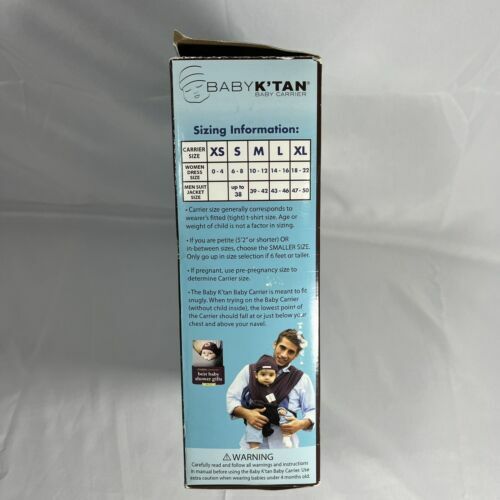 BABY K'TAN®
BABY CARRIER
Sizing Information:
CARRIER SIZE XS S M L XL
WOMEN DRESS SIZE 0 - 4 6 - 8 10 - 12 14 - 16 18 - 22
MEN SUIT JACKET SIZE up to 38 39 - 42 43 - 46 47 - 50
• Carrier size generally corresponds to
wearer's fitted (tight) t-shirt size. Age or
weight of child is not a factor in sizing.
• If you are petite (5'2" or shorter) OR
in-between sizes, choose the SMALLER SIZE.
Only go up in size selection if 6 feet or taller.
• If pregnant, use pre-pregnancy size to
determine Carrier size.
• The Baby K'tan Baby Carrier is meant to fit
snugly. When trying on the Baby Carrier
(without child inside), the lowest point of
the Carrier should fall at or just below your
chest and above your navel.
best baby
shower gifts
⚠WARNING
Carefully read and follow all warnings and instructions
in manual before using the Baby K'tan Baby Carrier. Use
extra caution when wearing babies under 4 months old.